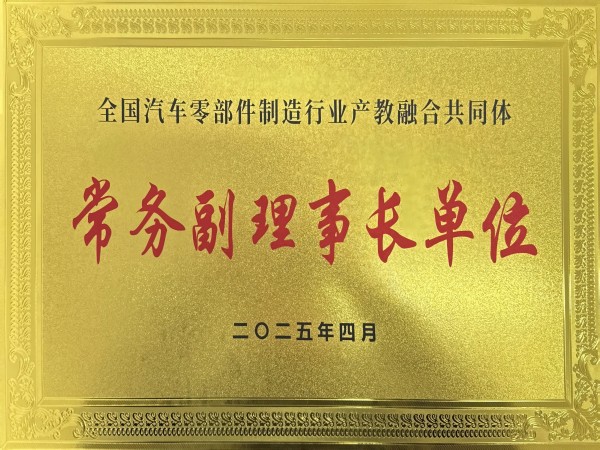 全国汽车零部件制造行业产教融合共同体
常务副理事长单位
二〇二五年四月